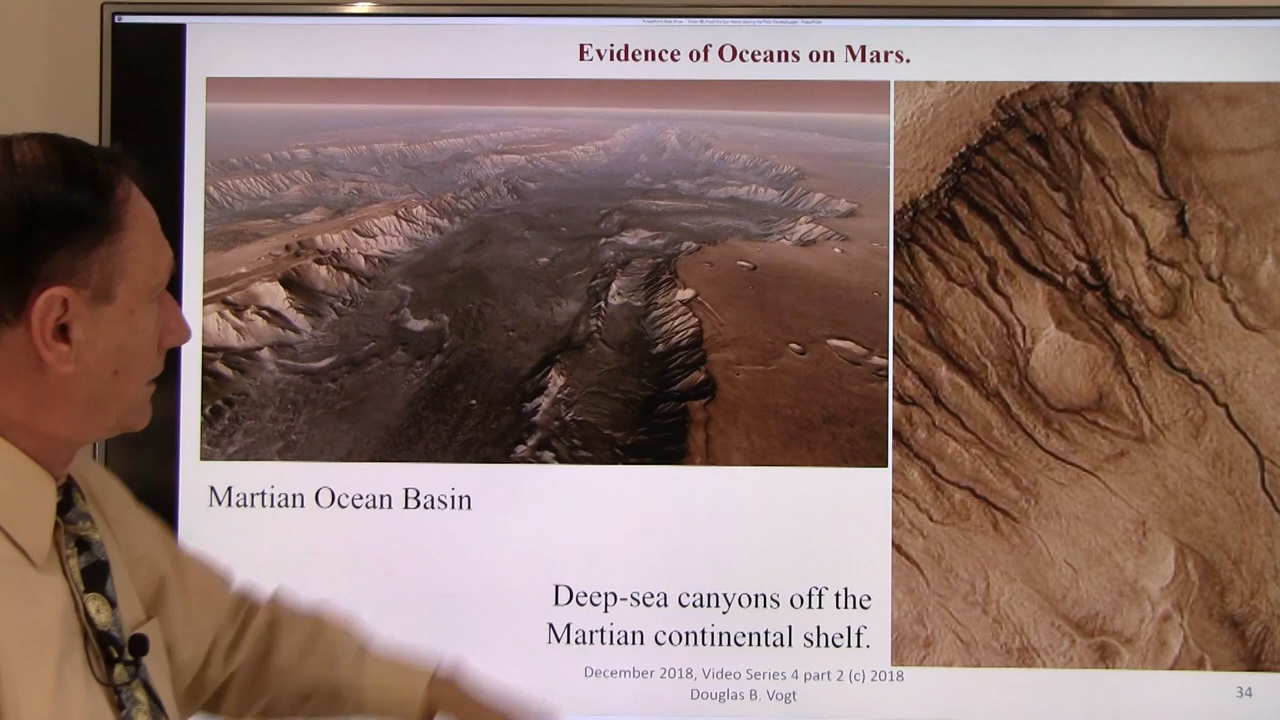 Evidence of Oceans on Mars.
Martian Ocean Basin
Deep-sea canyons off the
Martian continental shelf.
December 2018, Video Series 4 part 2 (c) 2018
Douglas B. Vogt
34